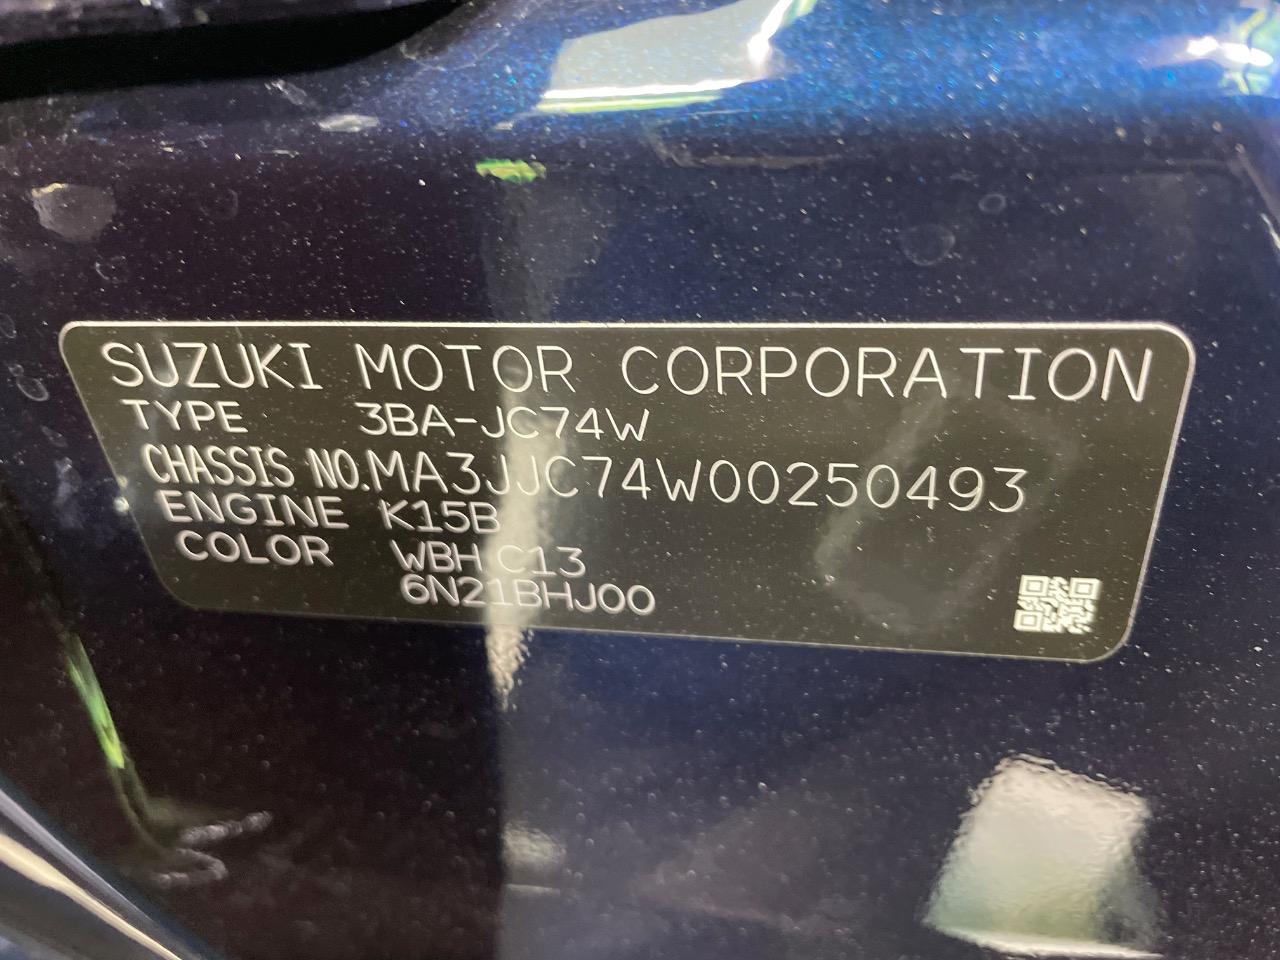 SUZUKI MOTOR CORPORATION
TYPE 3BA-JC74W
CHASSIS NO.MA3JJC74W00250493
ENGINE K15B
COLOR WBH C13
6N21BHJ00